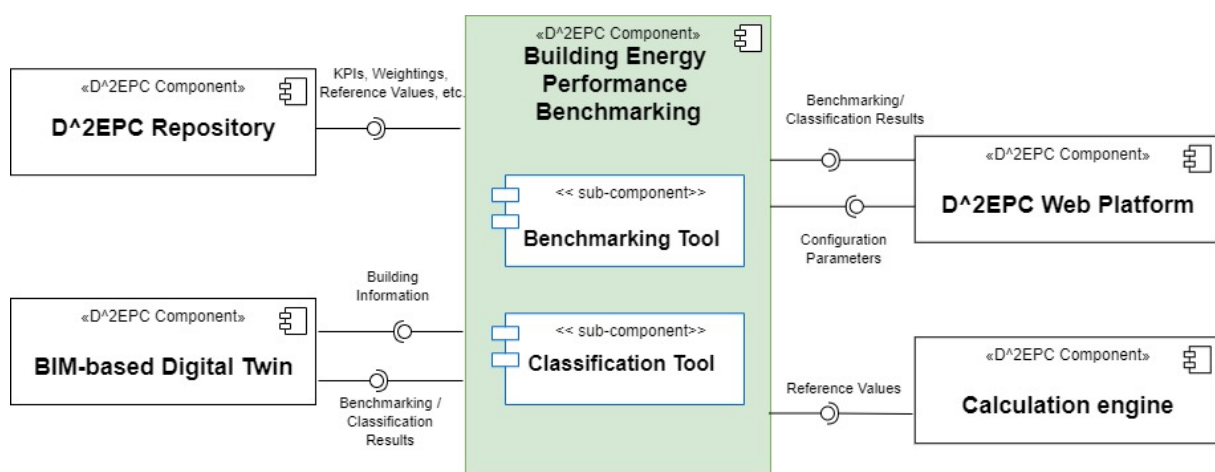 «D^2EPC Component»
D^2EPC Repository
KPIs, Weightings,
Reference Values, etc.
«D^2EPC Component»
BIM-based Digital Twin
Building
Information
Benchmarking /
Classification
Results
«D^2EPC Component»
Building Energy
Performance
Benchmarking
<< sub-component>>
Benchmarking Tool
<< sub-component>>
Classification Tool
Benchmarking/
Classification Results
Configuration
Parameters
«D^2EPC Component»
D^2EPC Web Platform
Reference Values
«D^2EPC Component»
Calculation engine